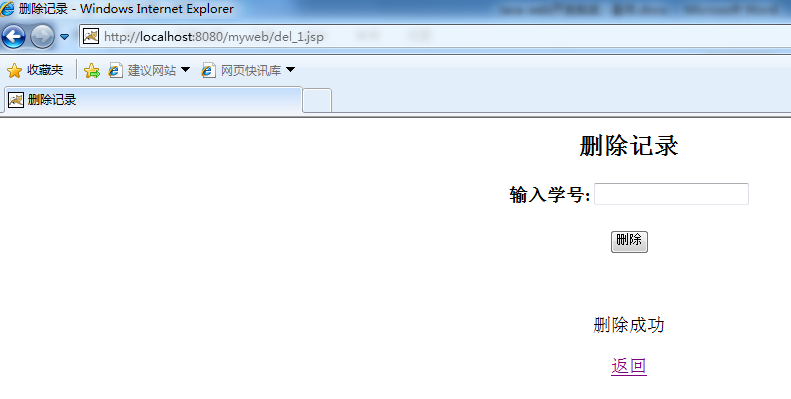 删除记录 - Windows Internet Explorer
http://localhost:8080/myweb/del_1.jsp
收藏夹 建议网站 网页快讯库
删除记录
删除记录
输入学号:
删除
删除成功
返回